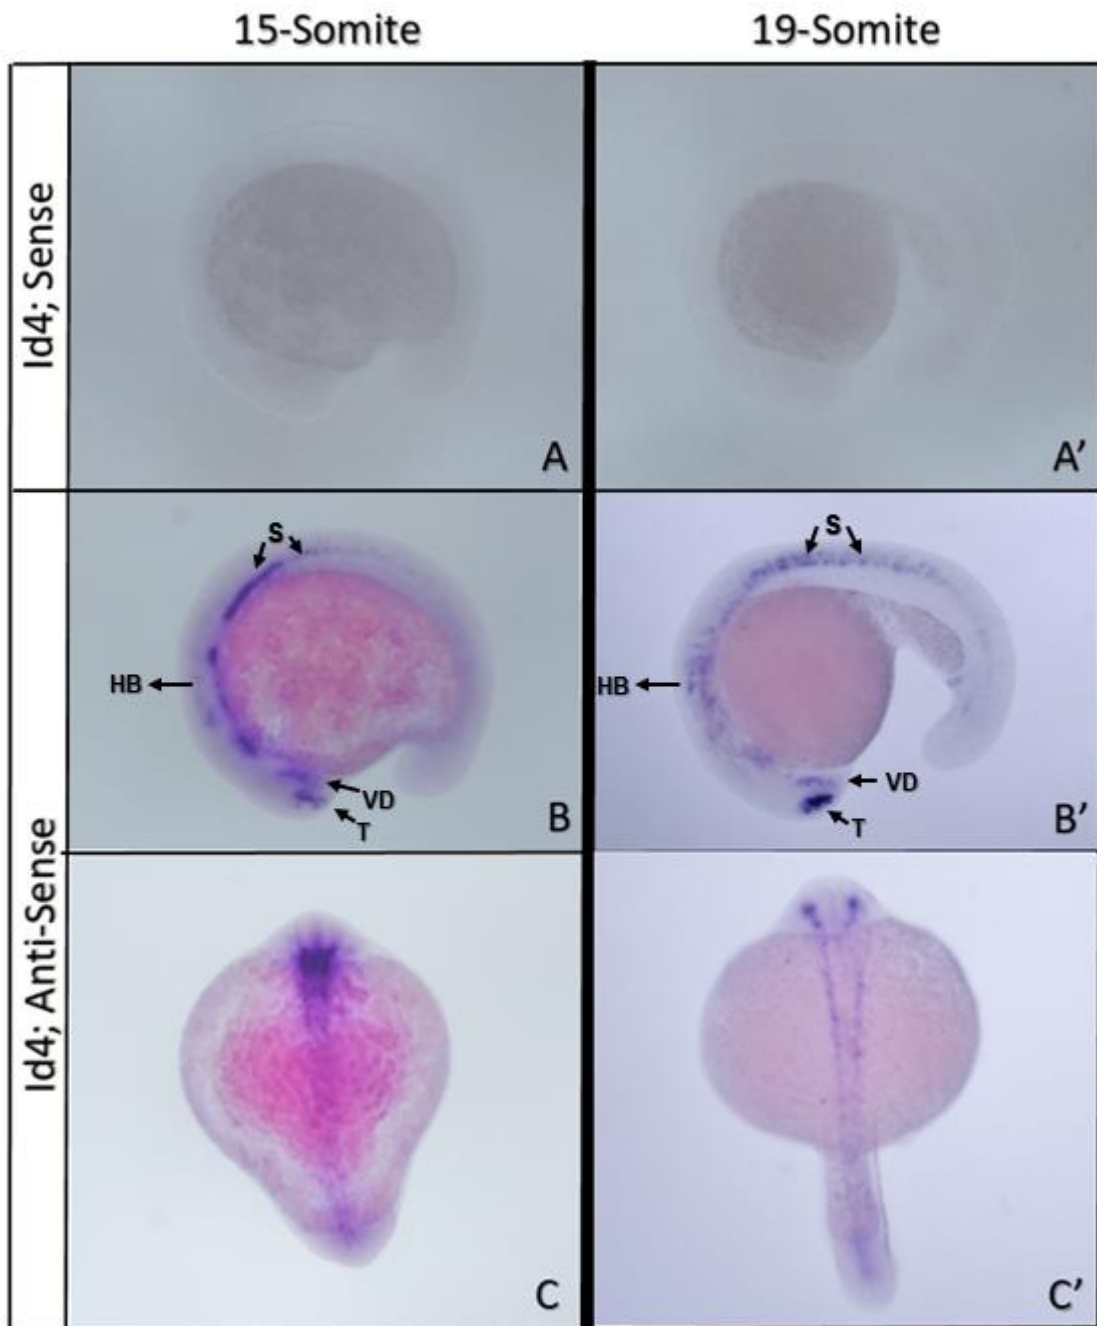 15-Somite 19-Somite
Id4; Sense
A A’
S S
HB HB
VD VD
T T
B B’
Id4; Anti-Sense
C C’